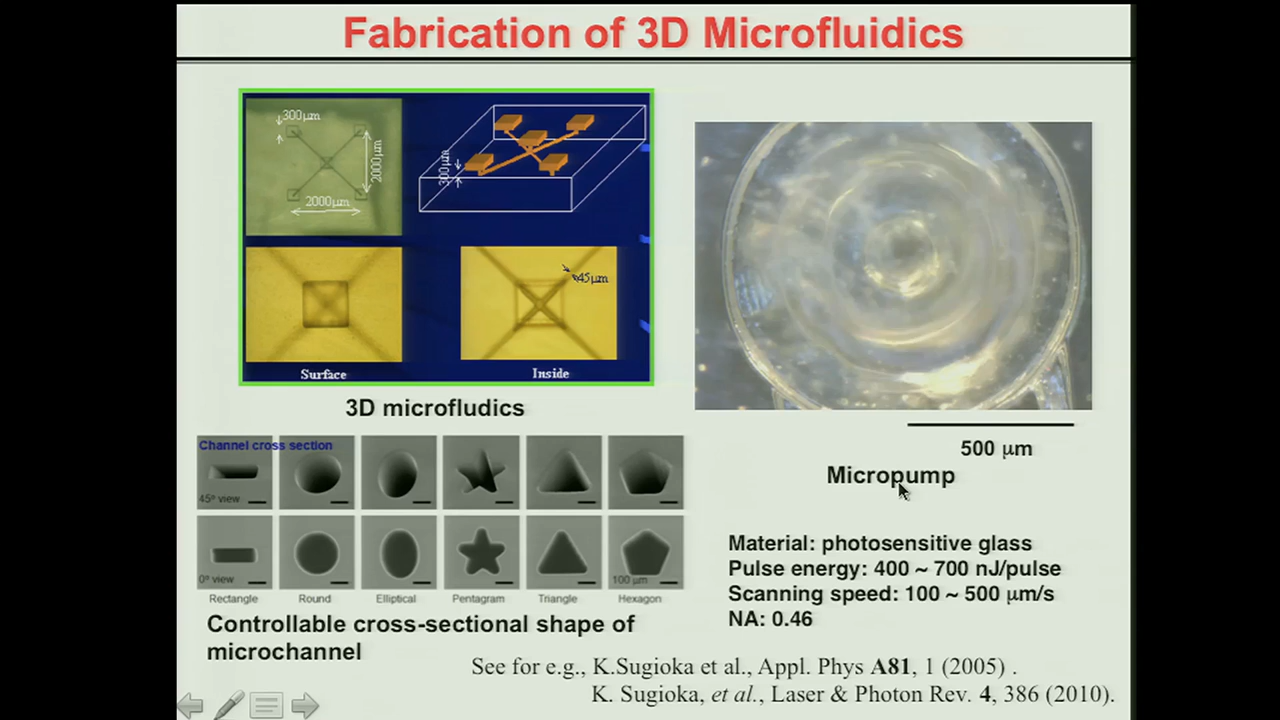 Fabrication of 3D Microfluidics
300μm
2000μm
2000μm
300μm
45μm
Surface
Inside
3D microfludics
500 μm
Micropump
Channel cross section
45º view
0º view
100 μm
Rectangle Round Elliptical Pentagram Triangle Hexagon
Controllable cross-sectional shape of
microchannel
Material: photosensitive glass
Pulse energy: 400 ~ 700 nJ/pulse
Scanning speed: 100 ~ 500 μm/s
NA: 0.46
See for e.g., K.Sugioka et al., Appl. Phys A81, 1 (2005) .
K. Sugioka, et al., Laser & Photon Rev. 4, 386 (2010).